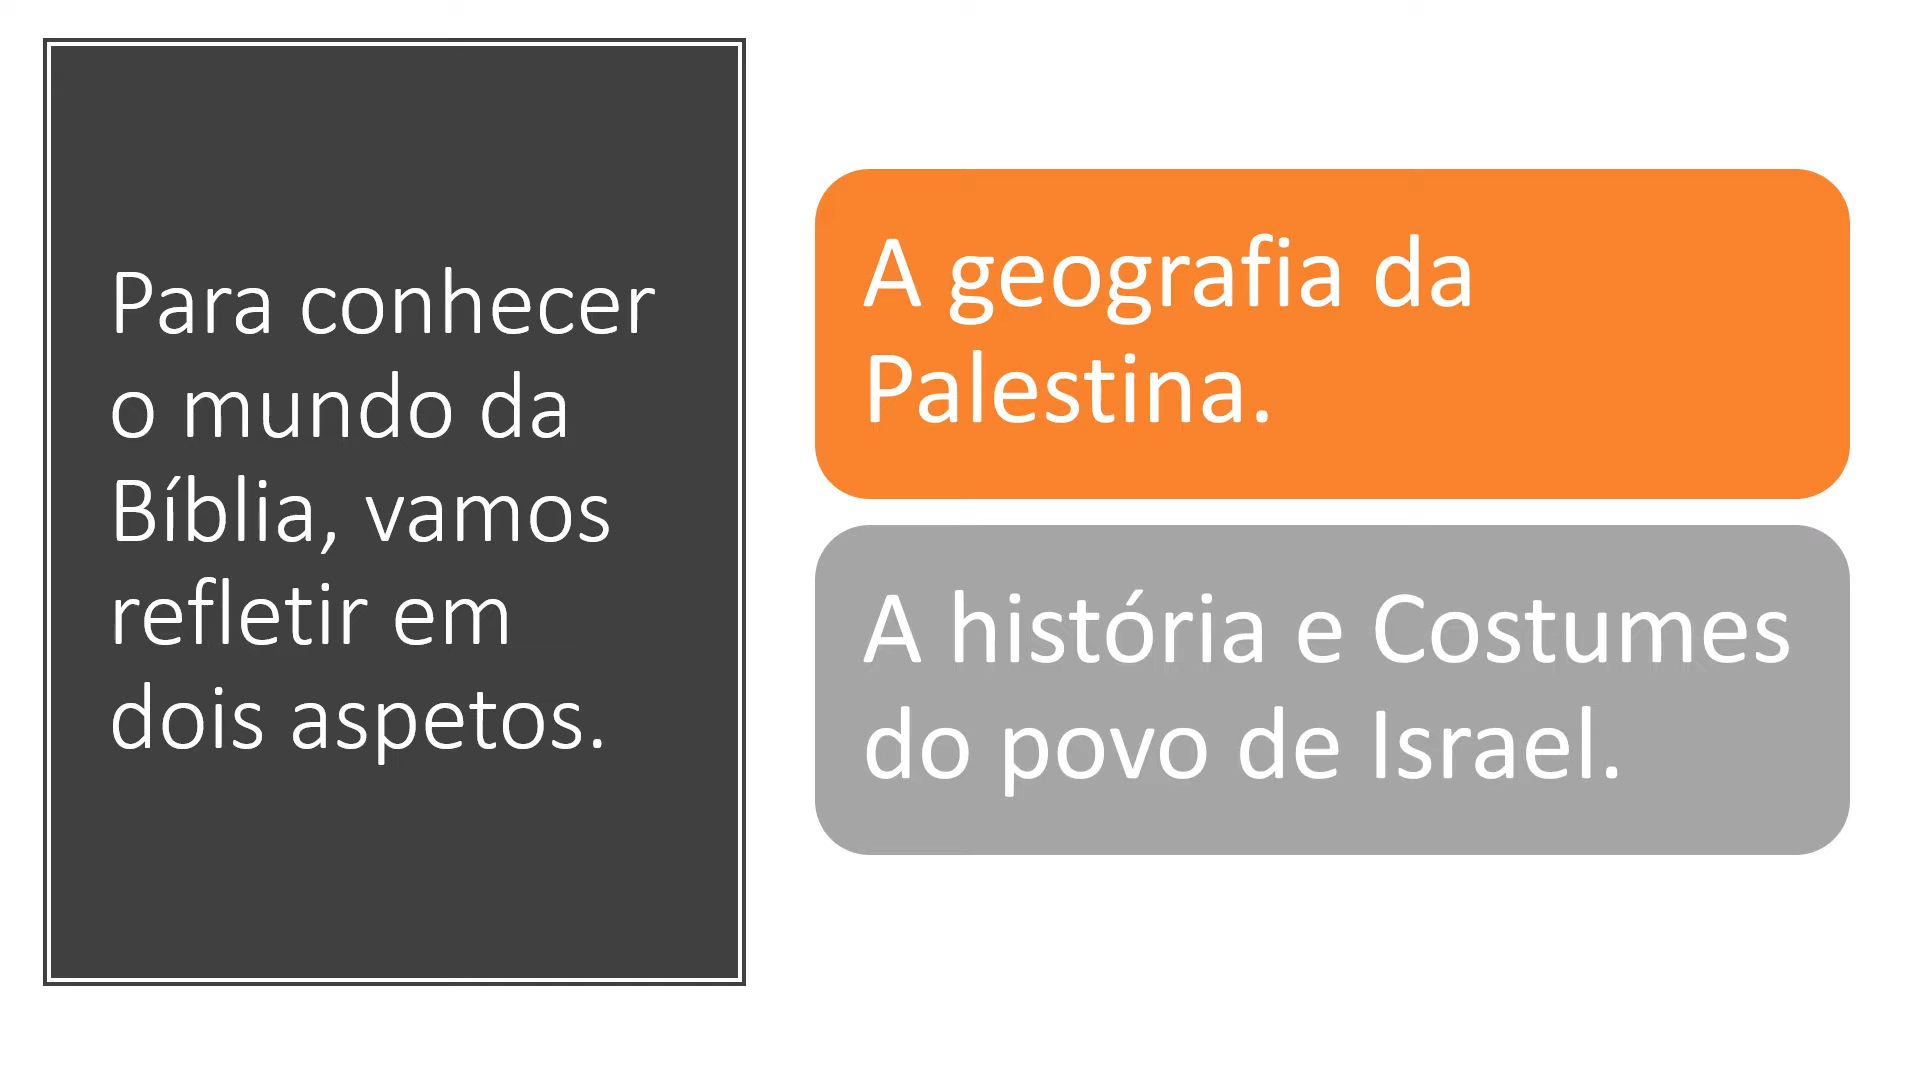 Para conhecer
o mundo da
Bíblia, vamos
refletir em
dois aspetos.
A geografia da
Palestina.
A história e Costumes
do povo de Israel.